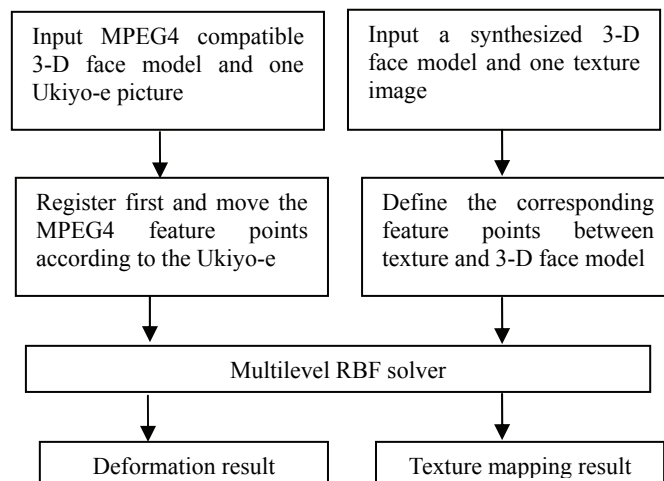 Input MPEG4 compatible
3-D face model and one
Ukiyo-e picture
Input a synthesized 3-D
face model and one texture
image
Register first and move the
MPEG4 feature points
according to the Ukiyo-e
Define the corresponding
feature points between
texture and 3-D face model
Multilevel RBF solver
Deformation result
Texture mapping result